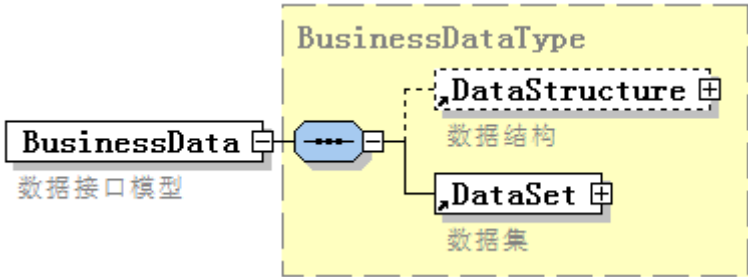 BusinessDataType
DataStructure
数据结构
BusinessData
数据接口模型
DataSet
数据集